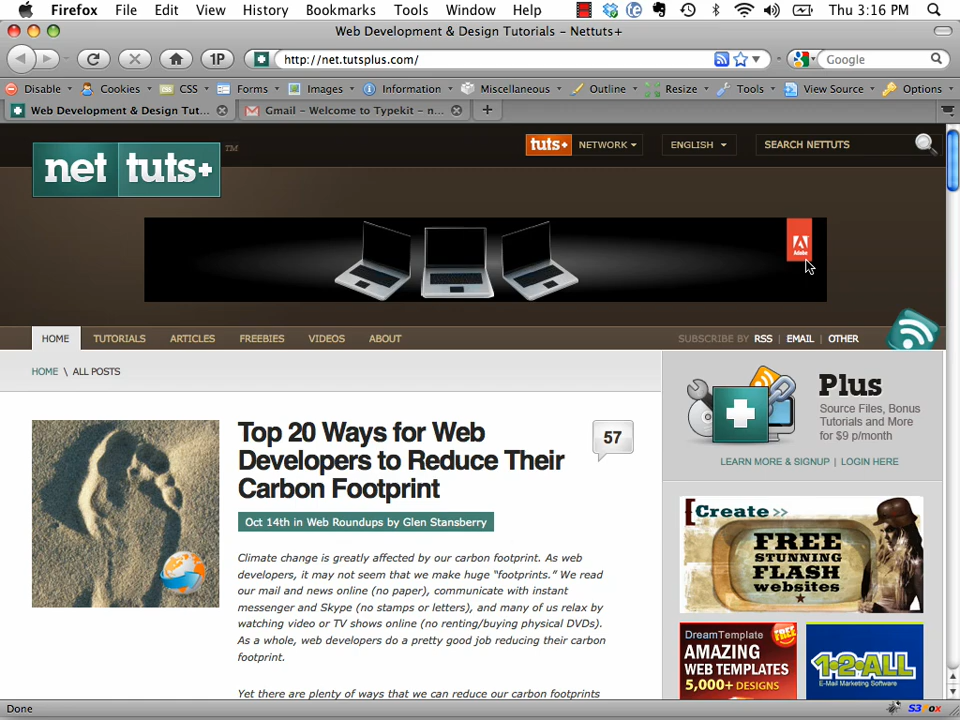 Firefox File Edit View History Bookmarks Tools Window Help Thu 3:16 PM
Web Development & Design Tutorials - Nettuts+
1P http://net.tutsplus.com/ Google
Disable Cookies CSS Forms Images Information Miscellaneous Outline Resize Tools View Source Options
Web Development & Design Tut... Gmail - Welcome to Typekit - n...
net tuts+ TM
tuts+ NETWORK ENGLISH SEARCH NETTUTS
Adobe
HOME TUTORIALS ARTICLES FREEBIES VIDEOS ABOUT SUBSCRIBE BY RSS | EMAIL | OTHER
HOME \ ALL POSTS
Top 20 Ways for Web
Developers to Reduce Their
Carbon Footprint
57
Oct 14th in Web Roundups by Glen Stansberry
Climate change is greatly affected by our carbon footprint. As web
developers, it may not seem that we make huge "footprints." We read
our mail and news online (no paper), communicate with instant
messenger and Skype (no stamps or letters), and many of us relax by
watching video or TV shows online (no renting/buying physical DVDs).
As a whole, web developers do a pretty good job reducing their carbon
footprint.
Yet there are plenty of ways that we can reduce our carbon footprints
Plus
Source Files, Bonus
Tutorials and More
for $9 p/month
LEARN MORE & SIGNUP | LOGIN HERE
[Create >>
FREE
STUNNING
FLASH
websites
DreamTemplate FREE
AMAZING
WEB TEMPLATES
5,000+ DESIGNS
1·2·ALL
E-Mail Marketing Software
Done S3Fox